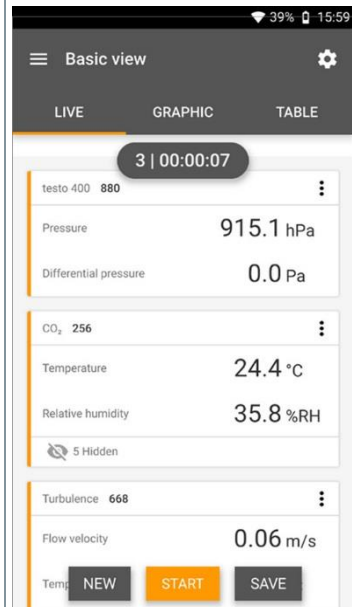 39% 15:59
Basic view
LIVE GRAPHIC TABLE
3 | 00:00:07
testo 400 880
Pressure 915.1 hPa
Differential pressure 0.0 Pa
CO₂ 256
Temperature 24.4 °C
Relative humidity 35.8 %RH
5 Hidden
Turbulence 668
Flow velocity 0.06 m/s
NEW START SAVE